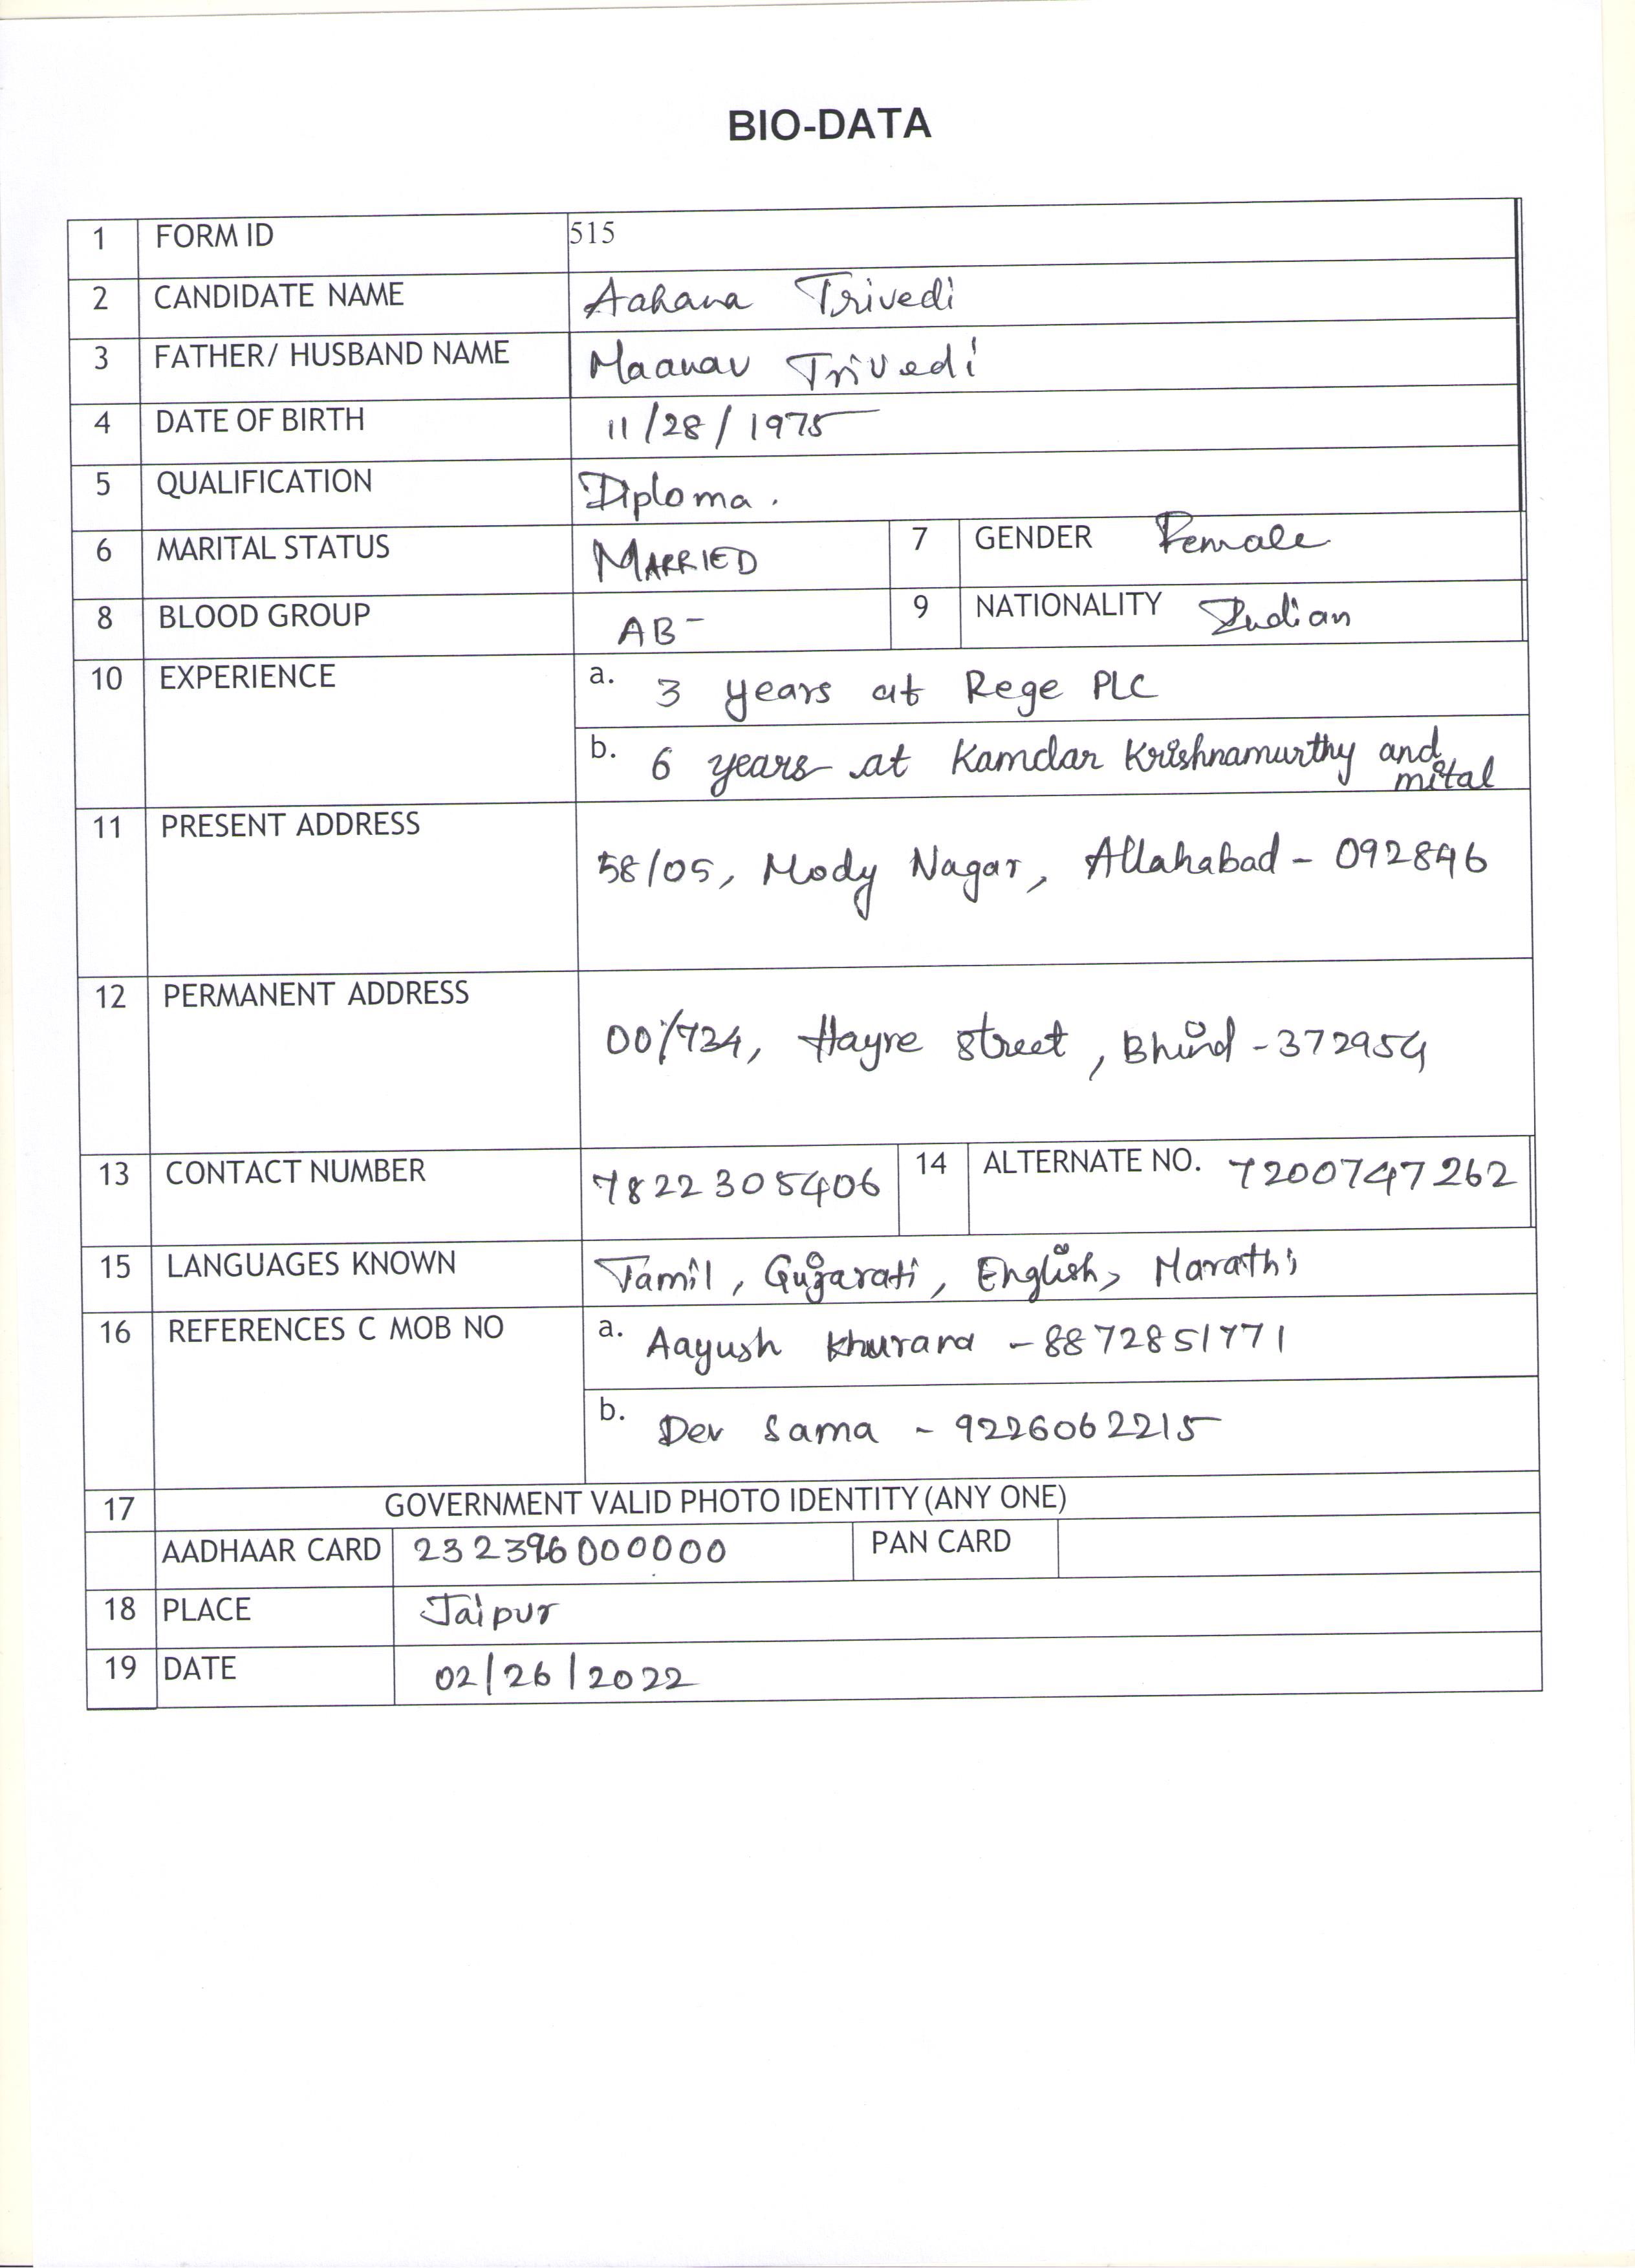 BIO-DATA
1 FORM ID 515
2 CANDIDATE NAME Aahana Trivedi
3 FATHER/ HUSBAND NAME Maanav Trivedi
4 DATE OF BIRTH 11/28/1975
5 QUALIFICATION Diploma.
6 MARITAL STATUS MARRIED 7 GENDER Female
8 BLOOD GROUP AB- 9 NATIONALITY Indian
10 EXPERIENCE a. 3 years at Rege PLC
b. 6 years at Kamdar Krishnamurthy and
mital
11 PRESENT ADDRESS
58/05, Mody Nagar, Allahabad - 092846
12 PERMANENT ADDRESS
00/734, Hayre street, Bhind - 372954
13 CONTACT NUMBER 7822305406 14 ALTERNATE NO. 7200747262
15 LANGUAGES KNOWN Tamil, Gujarati, English, Marathi
16 REFERENCES C MOB NO a. Aayush Khurana - 8872851771
b. Dev Sama - 9226062215
17 GOVERNMENT VALID PHOTO IDENTITY (ANY ONE)
AADHAAR CARD PAN CARD
18 PLACE Jaipur
19 DATE 02/26/2022